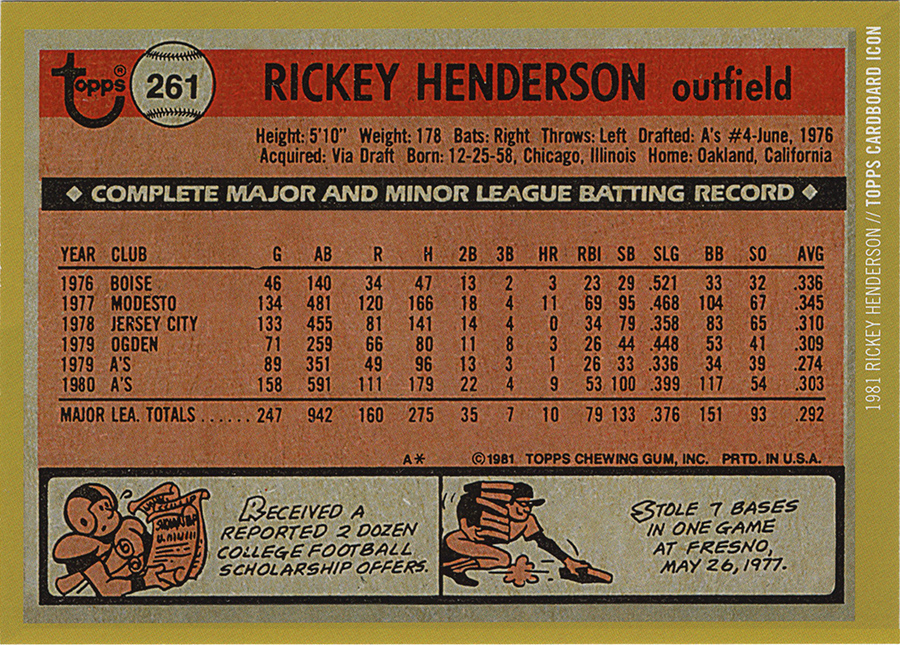 topps® 261 RICKEY HENDERSON outfield
Height: 5'10" Weight: 178 Bats: Right Throws: Left Drafted: A's #4-June, 1976
Acquired: Via Draft Born: 12-25-58, Chicago, Illinois Home: Oakland, California
COMPLETE MAJOR AND MINOR LEAGUE BATTING RECORD
YEAR CLUB G AB R H 2B 3B HR RBI SB SLG BB SO AVG
1976 BOISE 46 140 34 47 13 2 3 23 29 .521 33 32 .336
1977 MODESTO 134 481 120 166 18 4 11 69 95 .468 104 67 .345
1978 JERSEY CITY 133 455 81 141 14 4 0 34 79 .358 83 65 .310
1979 OGDEN 71 259 66 80 11 8 3 26 44 .448 53 41 .309
1979 A'S 89 351 49 96 13 3 1 26 33 .336 34 39 .274
1980 A'S 158 591 111 179 22 4 9 53 100 .399 117 54 .303
MAJOR LEA. TOTALS ...... 247 942 160 275 35 7 10 79 133 .376 151 93 .292
A* ©1981 TOPPS CHEWING GUM, INC. PRTD. IN U.S.A.
RECEIVED A
REPORTED 2 DOZEN
COLLEGE FOOTBALL
SCHOLARSHIP OFFERS.
STOLE 7 BASES
IN ONE GAME
AT FRESNO,
MAY 26, 1977.
1981 RICKEY HENDERSON // TOPPS CARDBOARD ICON